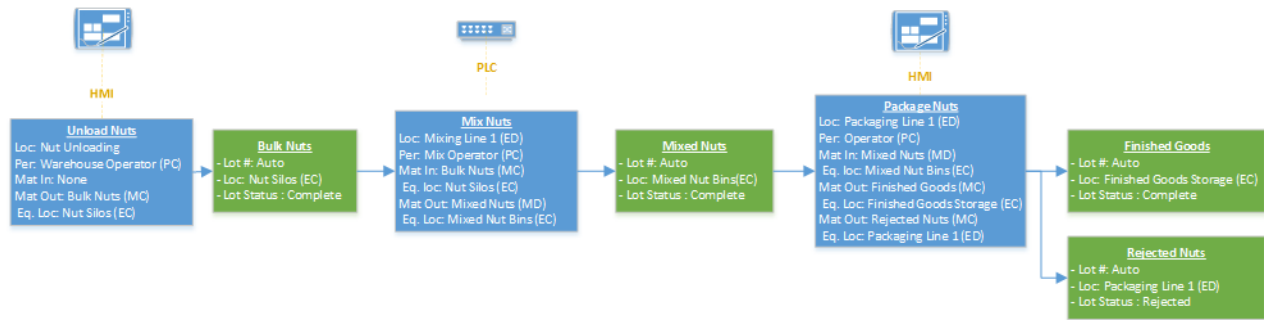 HMI
Unload Nuts
Loc: Nut Unloading
Per: Warehouse Operator (PC)
Mat In: None
Mat Out: Bulk Nuts (MC)
Eq. Loc: Nut Silos (EC)
Bulk Nuts
- Lot #: Auto
- Loc: Nut Silos (EC)
- Lot Status : Complete
PLC
Mix Nuts
Loc: Mixing Line 1 (ED)
Per: Mix Operator (PC)
Mat In: Bulk Nuts (MC)
Eq. loc: Nut Silos (EC)
Mat Out: Mixed Nuts (MD)
Eq. Loc: Mixed Nut Bins (EC)
Mixed Nuts
- Lot #: Auto
- Loc: Mixed Nut Bins(EC)
- Lot Status : Complete
HMI
Package Nuts
Loc: Packaging Line 1 (ED)
Per: Operator (PC)
Mat In: Mixed Nuts (MD)
Eq. loc: Mixed Nut Bins (EC)
Mat Out: Finished Goods (MC)
Eq. Loc: Finished Goods Storage (EC)
Mat Out: Rejected Nuts (MC)
Eq. Loc: Packaging Line 1 (ED)
Finished Goods
- Lot #: Auto
- Loc: Finished Goods Storage (EC)
- Lot Status : Complete
Rejected Nuts
- Lot #: Auto
- Loc: Packaging Line 1 (ED)
- Lot Status : Rejected